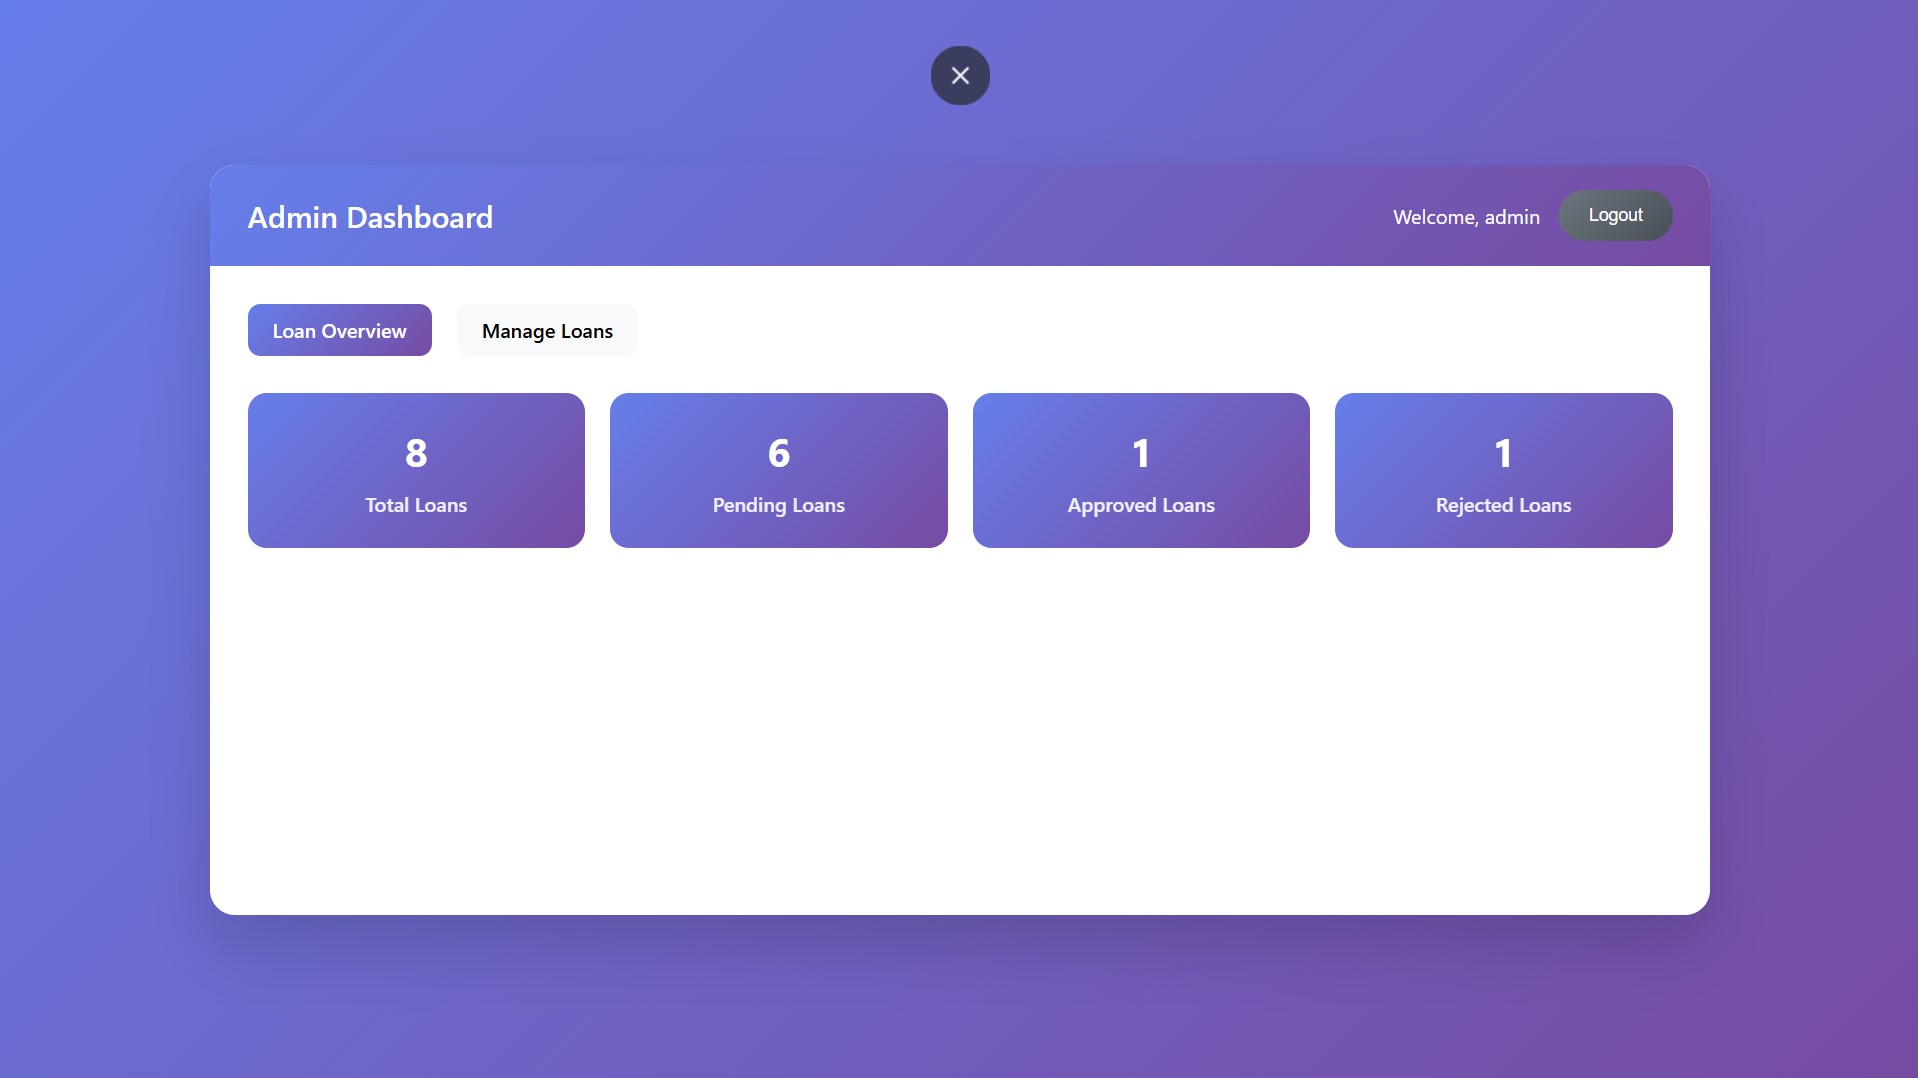 Admin Dashboard
Welcome, admin
Logout
Loan Overview
Manage Loans
8
Total Loans
6
Pending Loans
1
Approved Loans
1
Rejected Loans